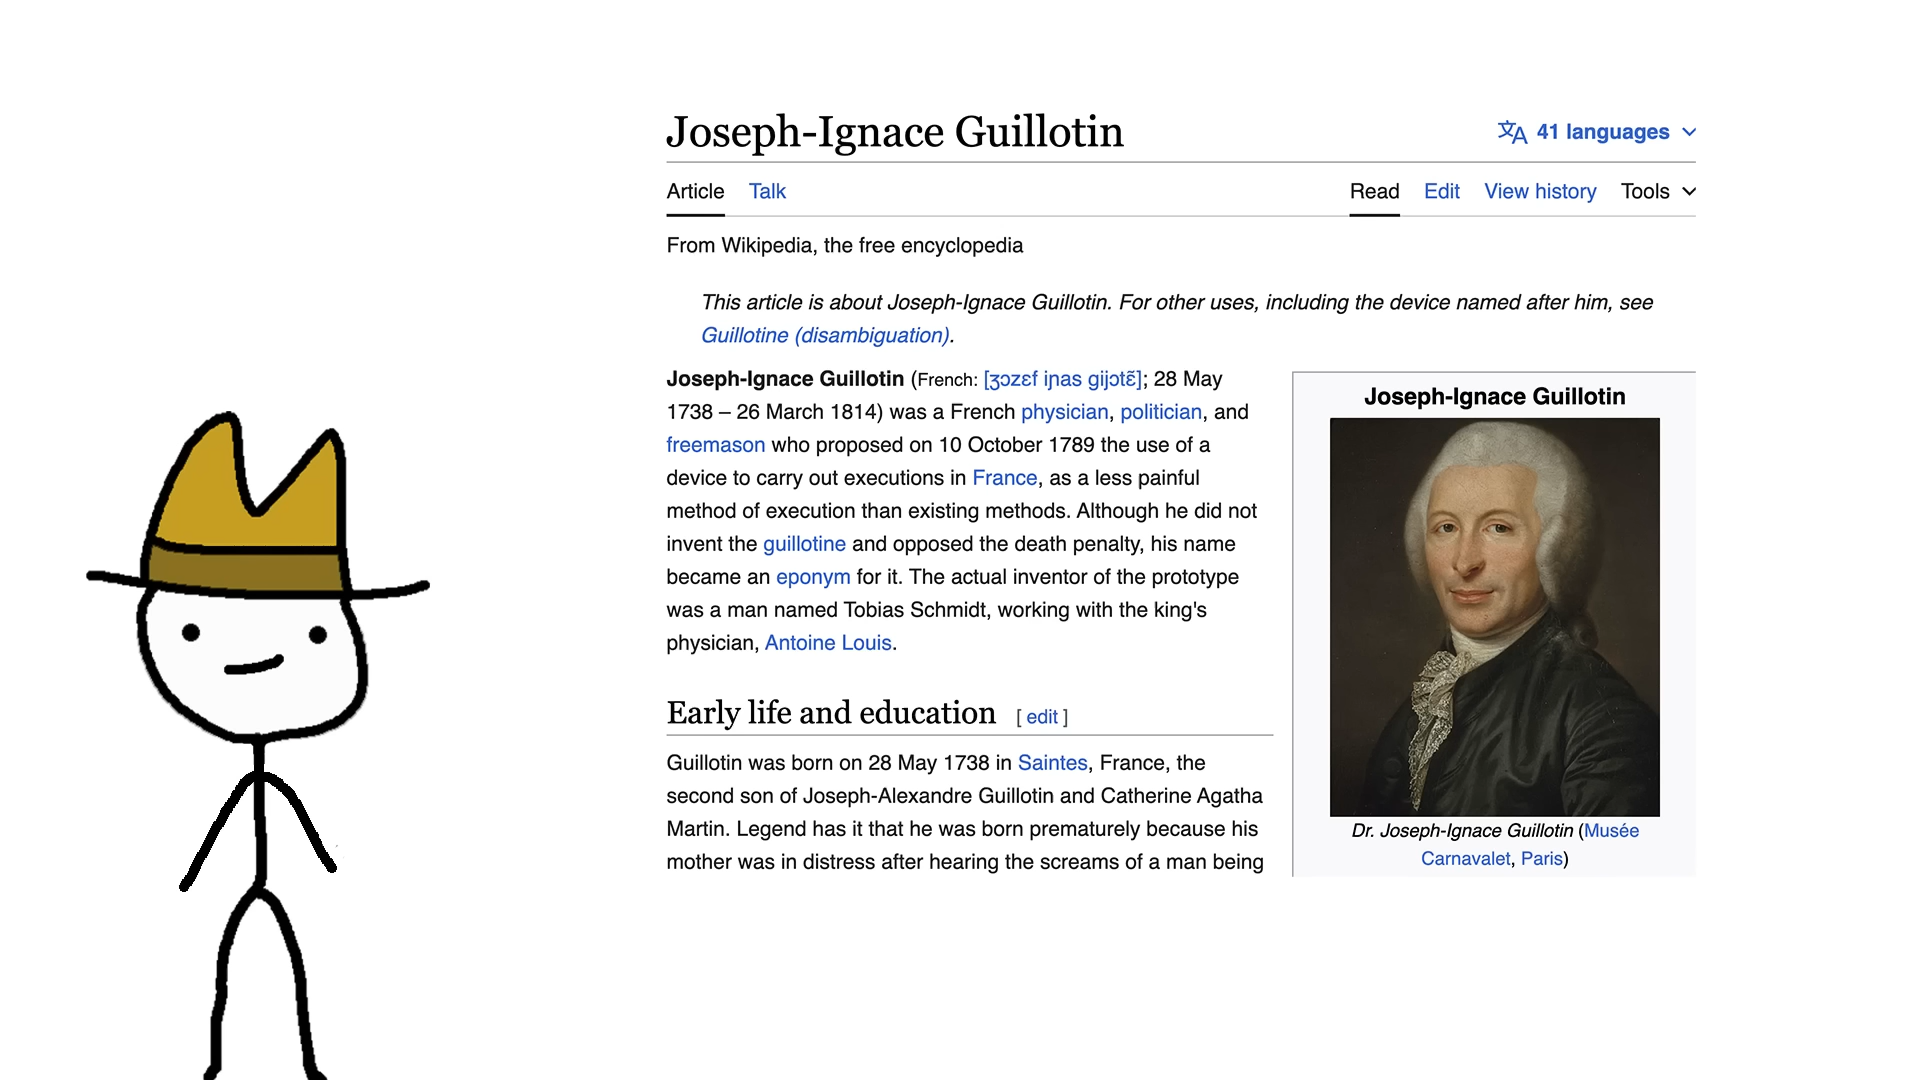 Joseph-Ignace Guillotin
41 languages
Article Talk
Read Edit View history Tools
From Wikipedia, the free encyclopedia
This article is about Joseph-Ignace Guillotin. For other uses, including the device named after him, see
Guillotine (disambiguation).
Joseph-Ignace Guillotin (French: [ʒɔzɛf iɲas ɡijɔtɛ̃]; 28 May
1738 – 26 March 1814) was a French physician, politician, and
freemason who proposed on 10 October 1789 the use of a
device to carry out executions in France, as a less painful
method of execution than existing methods. Although he did not
invent the guillotine and opposed the death penalty, his name
became an eponym for it. The actual inventor of the prototype
was a man named Tobias Schmidt, working with the king's
physician, Antoine Louis.
Early life and education [ edit ]
Guillotin was born on 28 May 1738 in Saintes, France, the
second son of Joseph-Alexandre Guillotin and Catherine Agatha
Martin. Legend has it that he was born prematurely because his
mother was in distress after hearing the screams of a man being
Joseph-Ignace Guillotin
Dr. Joseph-Ignace Guillotin (Musée
Carnavalet, Paris)